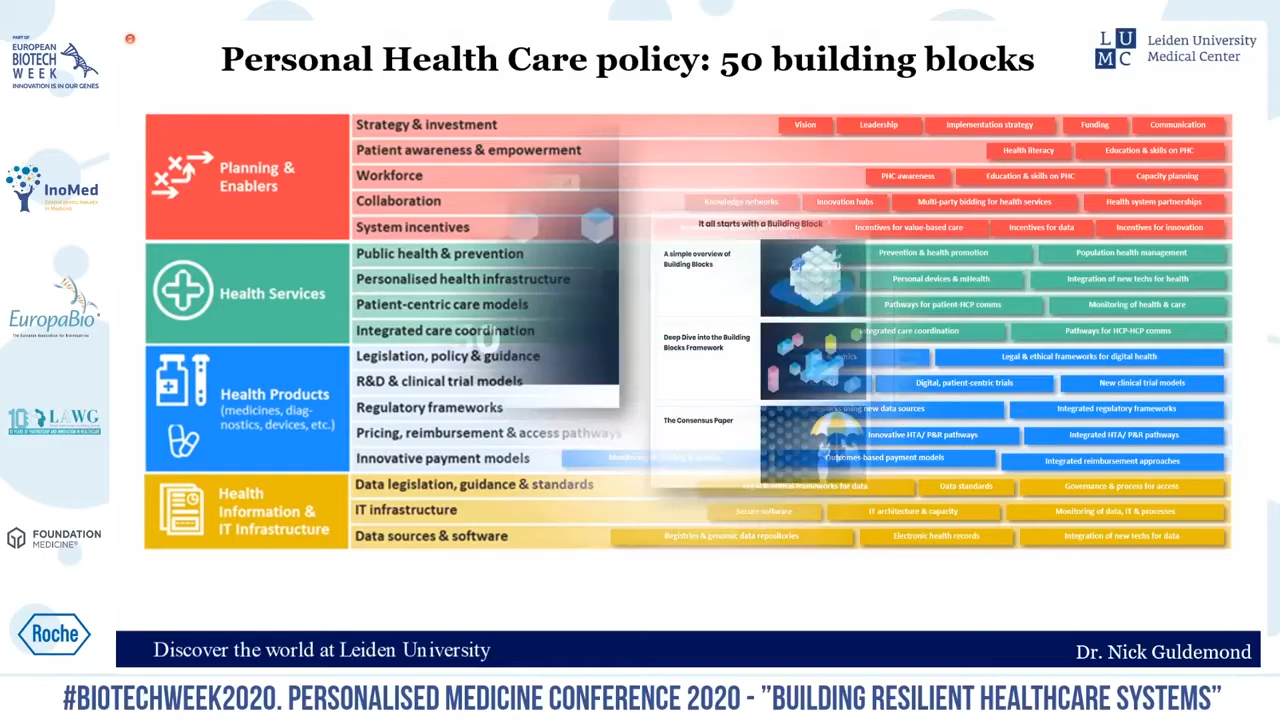 PART OF
EUROPEAN
BIOTECH
WEEK
INNOVATION IS IN OUR GENES
Personal Health Care policy: 50 building blocks
L U M C
Leiden University
Medical Center
InoMed
EuropaBio
LAWG
FOUNDATION
MEDICINE®
Roche
Planning &
Enablers
Strategy & investment
Vision
Leadership
Implementation strategy
Funding
Communication
Patient awareness & empowerment
Health literacy
Education & skills on PHC
Workforce
PHC awareness
Education & skills on PHC
Capacity planning
Collaboration
Knowledge networks
Innovation hubs
Multi-party bidding for health services
Health system partnerships
System incentives
Incentives for value-based care
Incentives for data
Incentives for innovation
Health Services
Public health & prevention
Prevention & health promotion
Population health management
Personalised health infrastructure
Personal devices & mHealth
Integration of new techs for health
Patient-centric care models
Pathways for patient-HCP comms
Monitoring of health & care
Integrated care coordination
Integrated care coordination
Pathways for HCP-HCP comms
Health Products
(medicines, diag-
nostics, devices, etc.)
Legislation, policy & guidance
Legal & ethical frameworks for digital health
R&D & clinical trial models
Digital, patient-centric trials
New clinical trial models
Regulatory frameworks
using new data sources
Integrated regulatory frameworks
Pricing, reimbursement & access pathways
Innovative HTA/ P&R pathways
Integrated HTA/ P&R pathways
Innovative payment models
Outcomes-based payment models
Integrated reimbursement approaches
Health
Information &
IT Infrastructure
Data legislation, guidance & standards
frameworks for data
Data standards
Governance & process for access
IT infrastructure
Secure software
IT architecture & capacity
Monitoring of data, IT & processes
Data sources & software
Registries & genomic data repositories
Electronic health records
Integration of new techs for data
It all starts with a Building Block
A simple overview of
Building Blocks
Deep Dive into the Building
Blocks Framework
The Consensus Paper
Discover the world at Leiden University
Dr. Nick Guldemond
#BIOTECHWEEK2020. PERSONALISED MEDICINE CONFERENCE 2020 - ”BUILDING RESILIENT HEALTHCARE SYSTEMS”